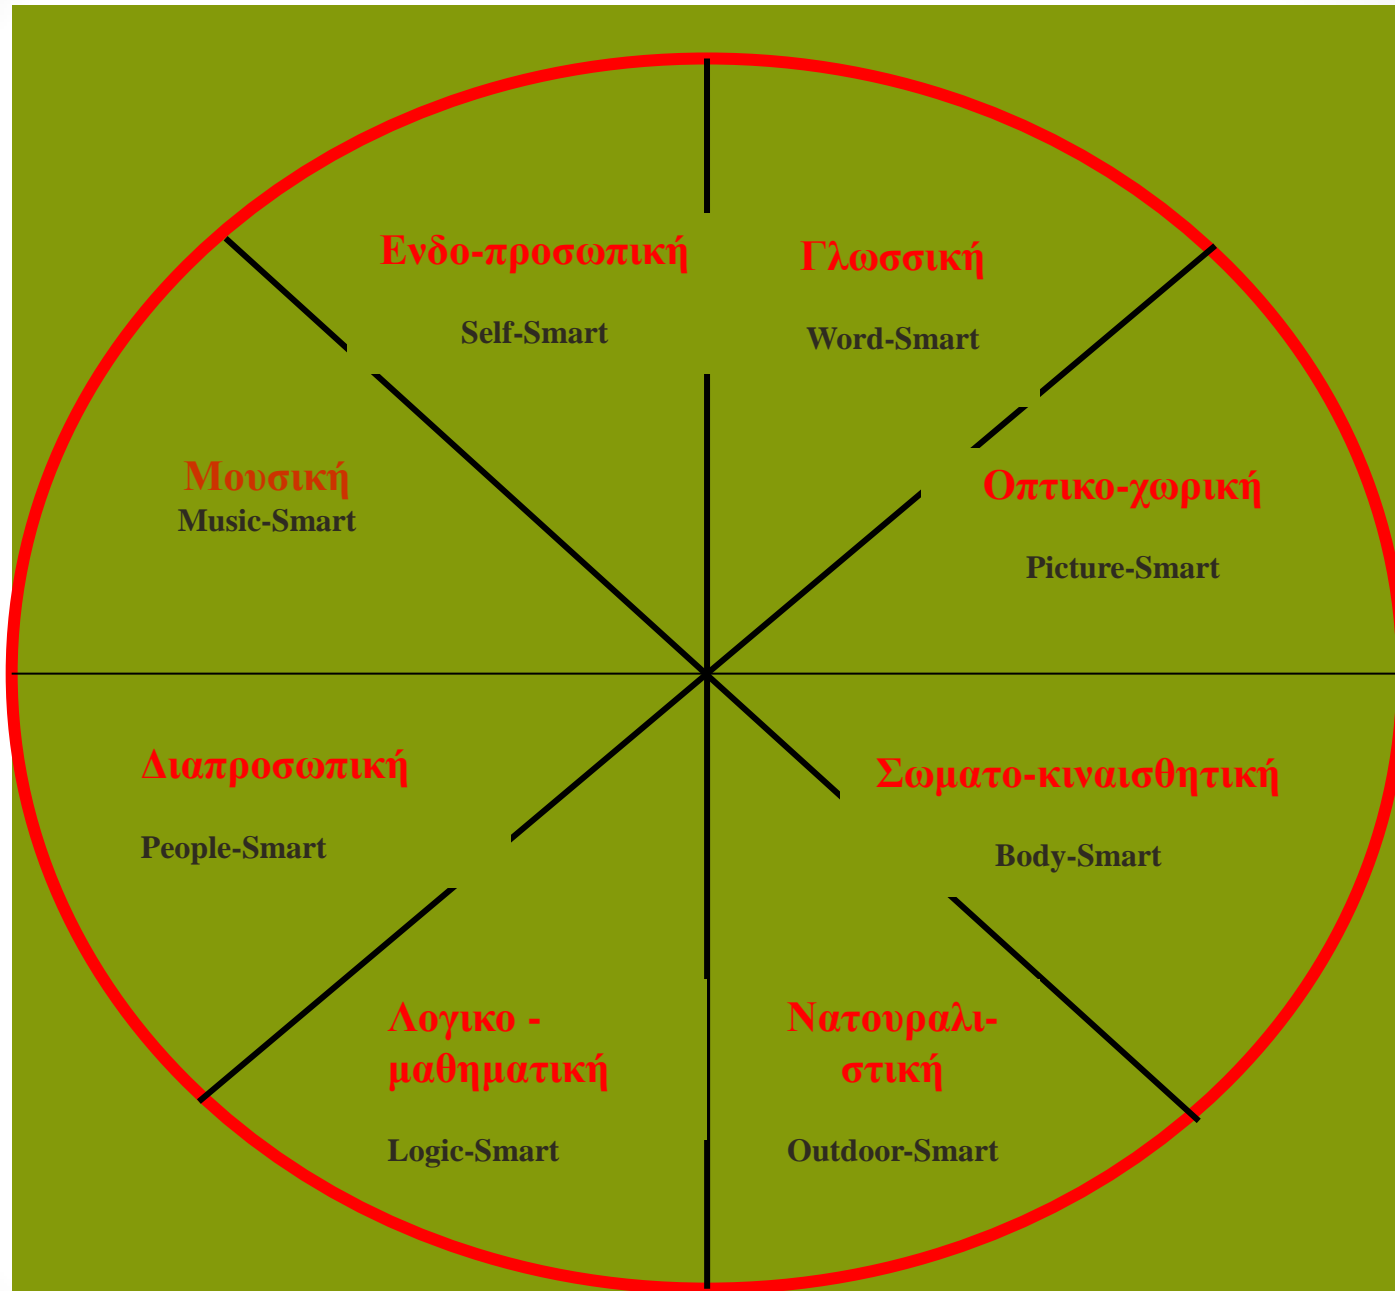 Ενδο-προσωπική
Self-Smart
Γλωσσική
Word-Smart
Μουσική
Music-Smart
Οπτικο-χωρική
Picture-Smart
Διαπροσωπική
People-Smart
Σωματο-κιναισθητική
Body-Smart
Λογικο -
μαθηματική
Logic-Smart
Νατουραλι-
στική
Outdoor-Smart